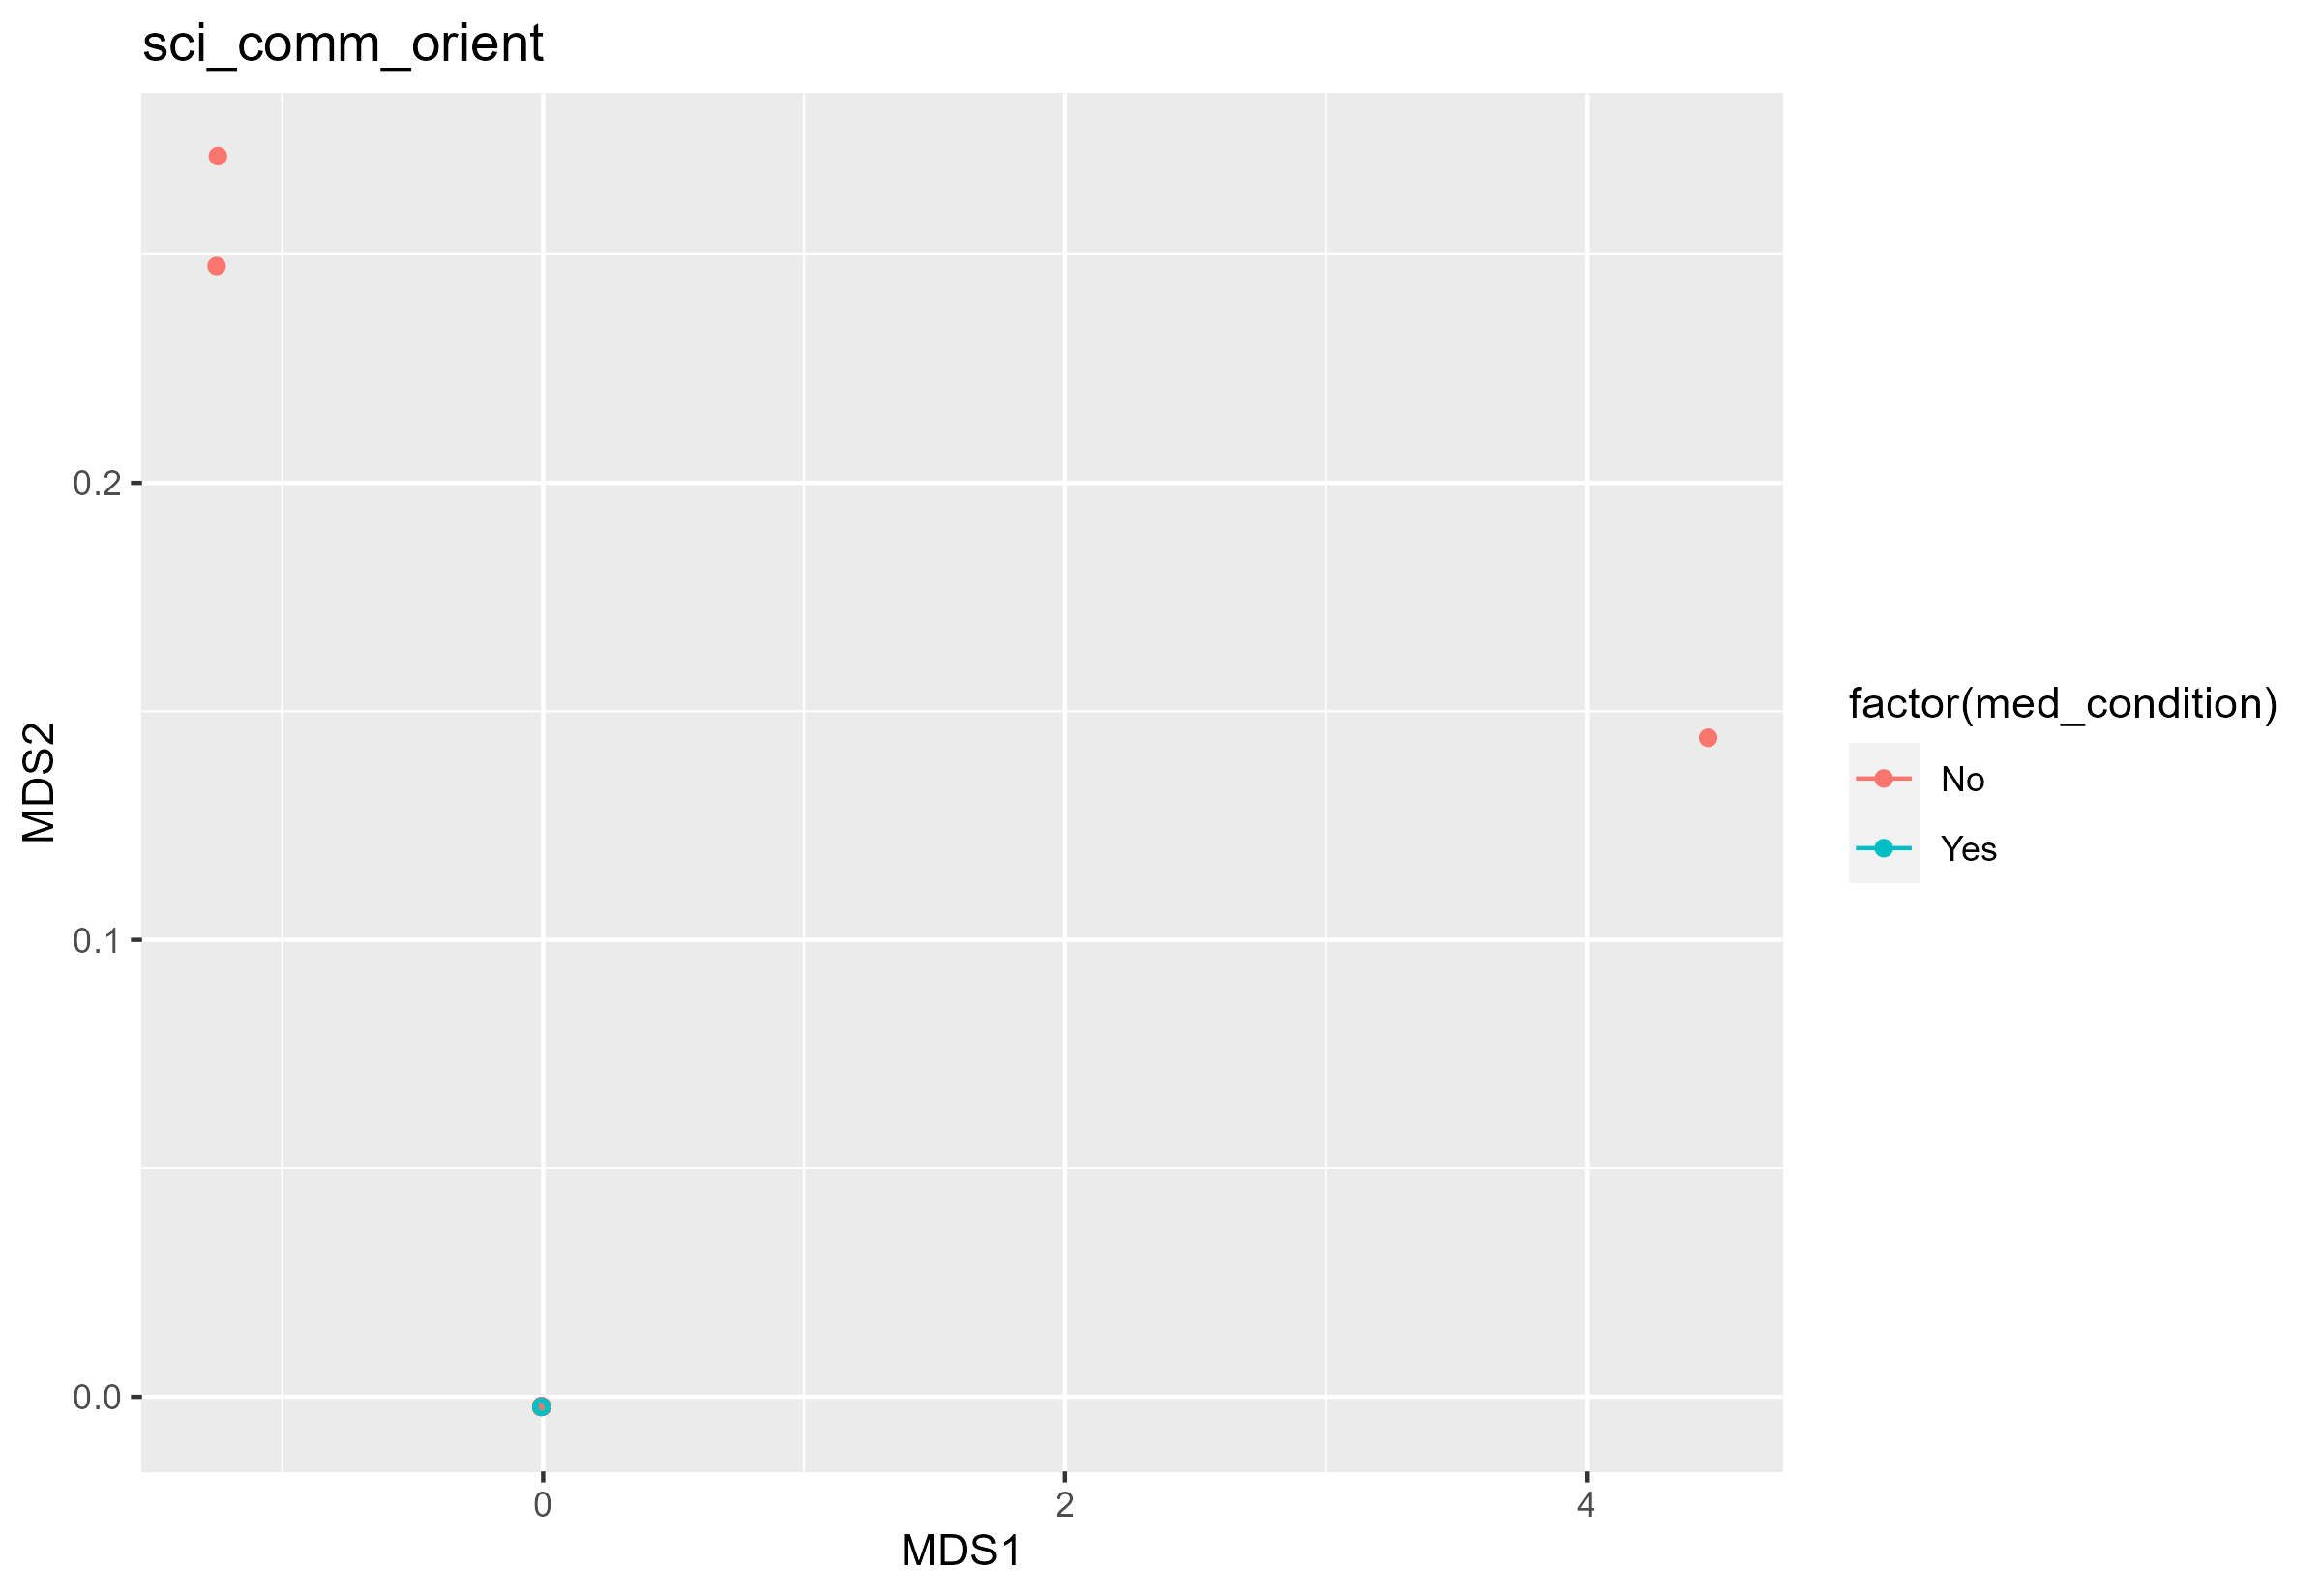 sci_comm_orient
MDS2
0.2
0.1
0.0
0
2
4
MDS1
factor(med_condition)
No
Yes